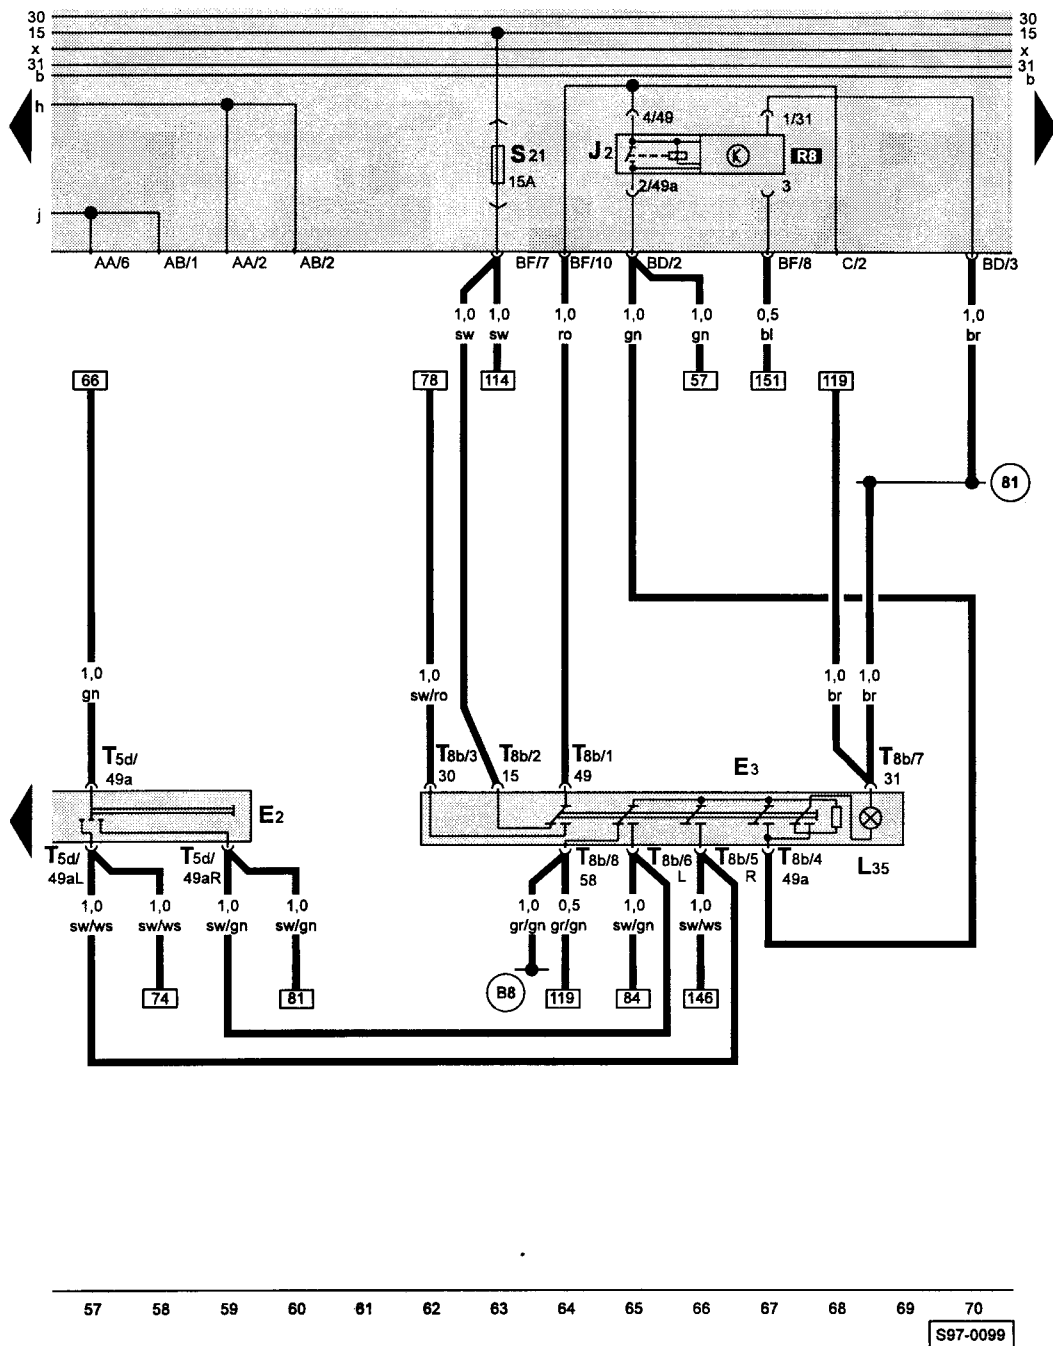 30 30
15 15
x x
31 31
b b
h 4/49 1/31
S21 J2 K R8
15A 2/49a 3
j
AA/6 AB/1 AA/2 AB/2 BF/7 BF/10 BD/2 BF/8 C/2 BD/3
1,0 1,0 1,0 1,0 1,0 0,5 1,0
sw sw ro gn gn bl br
66 78 114 57 151 119
81
1,0 1,0 1,0 1,0
gn sw/ro br br
T5d/ T8b/3 T8b/2 T8b/1 T8b/7
49a 30 15 49 E3 31
E2
T5d/ T5d/ T8b/8 T8b/6 T8b/5 T8b/4 L35
49aL 49aR 58 L R 49a
1,0 1,0 1,0 1,0 1,0 0,5 1,0 1,0
sw/ws sw/ws sw/gn sw/gn gr/gn gr/gn sw/gn sw/ws
74 81 B8 119 84 146
57 58 59 60 61 62 63 64 65 66 67 68 69 70
S97-0099